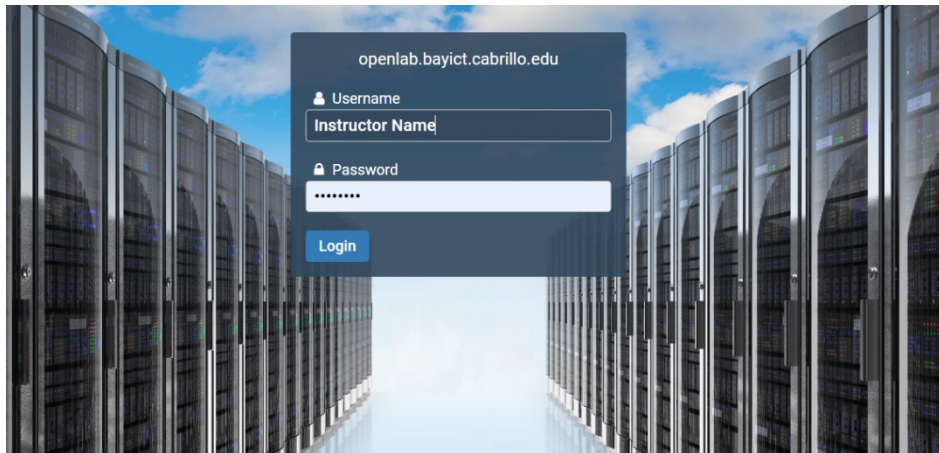 openlab.bayict.cabrillo.edu
Username
Instructor Name
Password
••••••••
Login